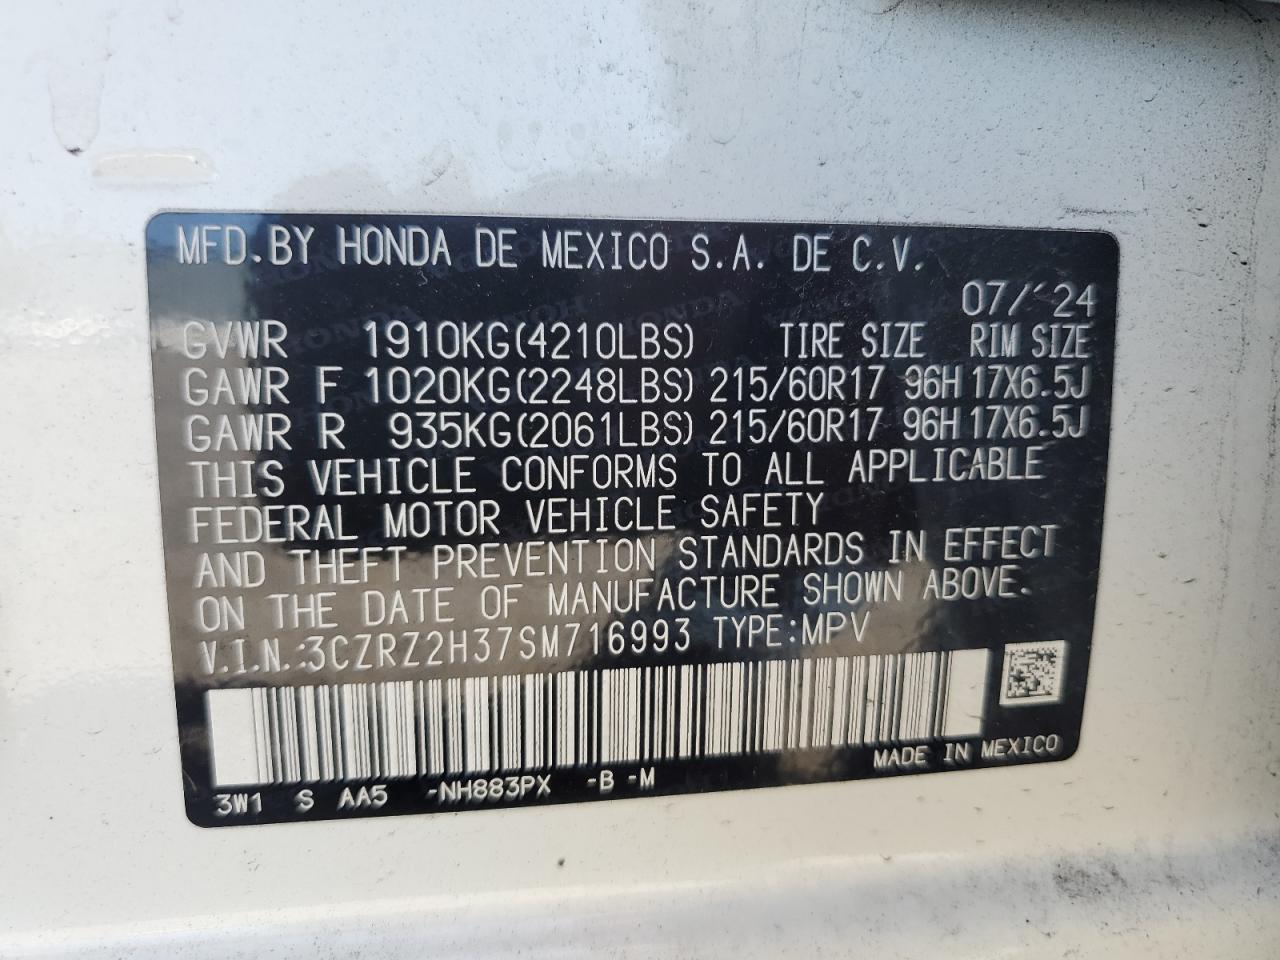 MFD.BY HONDA DE MEXICO S.A. DE C.V.
07/'24
GVWR 1910KG(4210LBS) TIRE SIZE RIM SIZE
GAWR F 1020KG(2248LBS) 215/60R17 96H 17X6.5J
GAWR R 935KG(2061LBS) 215/60R17 96H 17X6.5J
THIS VEHICLE CONFORMS TO ALL APPLICABLE
FEDERAL MOTOR VEHICLE SAFETY
AND THEFT PREVENTION STANDARDS IN EFFECT
ON THE DATE OF MANUFACTURE SHOWN ABOVE.
V.I.N.:3CZRZ2H37SM716993 TYPE:MPV
MADE IN MEXICO
3W1 S AA5 -NH883PX -B -M